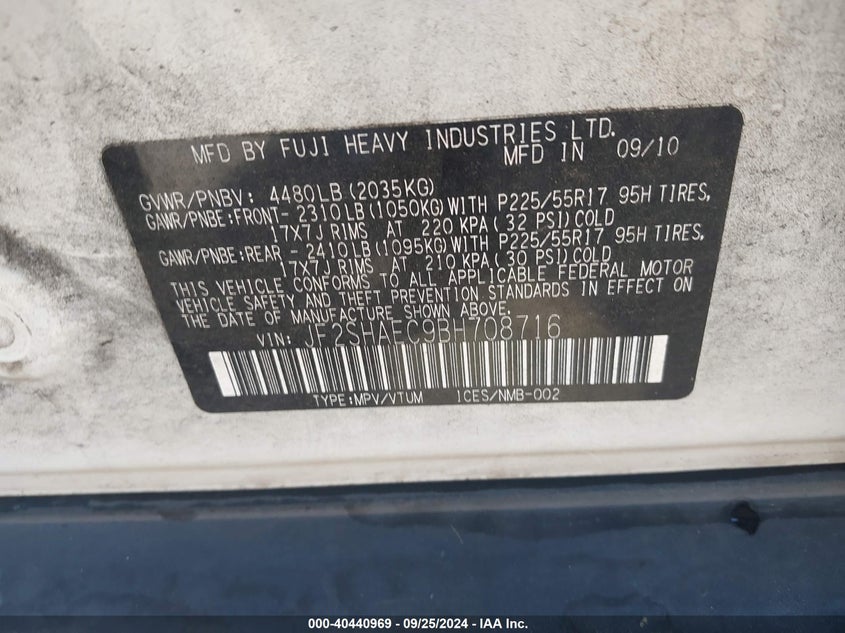 MFD BY FUJI HEAVY INDUSTRIES LTD.
MFD IN 09/10
GVWR/PNBV: 4480LB(2035KG)
GAWR/PNBE:FRONT- 2310LB(1050KG)WITH P225/55R17 95H TIRES,
17X7J RIMS AT 220 KPA(32 PSI)COLD
GAWR/PNBE:REAR - 2410LB(1095KG)WITH P225/55R17 95H TIRES,
17X7J RIMS AT 210 KPA(30 PSI)COLD
THIS VEHICLE CONFORMS TO ALL APPLICABLE FEDERAL MOTOR
VEHICLE SAFETY AND THEFT PREVENTION STANDARDS IN EFFECT ON
THE DATE OF MANUFACTURE SHOWN ABOVE.
VIN: JF2SHAEC9BH708716
TYPE:MPV/VTUM ICES/NMB-002
000-40440969 - 09/25/2024 - IAA Inc.